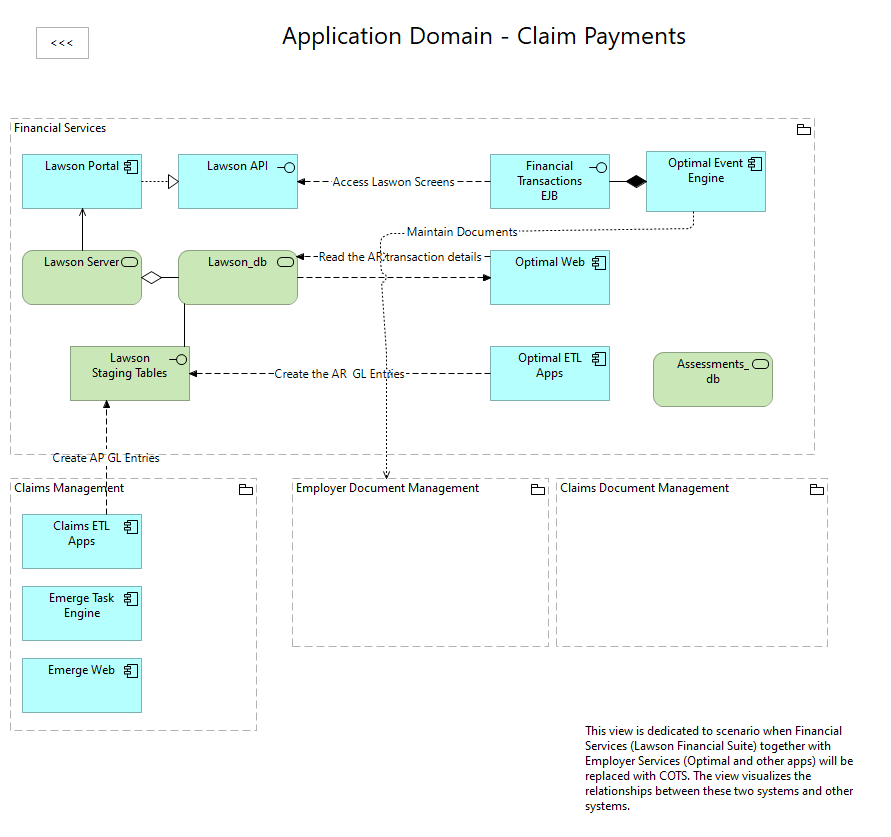 <<<
Application Domain - Claim Payments
Financial Services
Lawson Portal
Lawson API
Access Laswon Screens
Financial
Transactions
EJB
Optimal Event
Engine
Maintain Documents
Lawson Server
Lawson_db
Read the AR transaction details
Optimal Web
Lawson
Staging Tables
Create the AR  GL Entries
Optimal ETL
Apps
Assessments_
db
Create AP GL Entries
Claims Management
Claims ETL
Apps
Emerge Task
Engine
Emerge Web
Employer Document Management
Claims Document Management
This view is dedicated to scenario when Financial
Services (Lawson Financial Suite) together with
Employer Services (Optimal and other apps) will be
replaced with COTS. The view visualizes the
relationships between these two systems and other
systems.